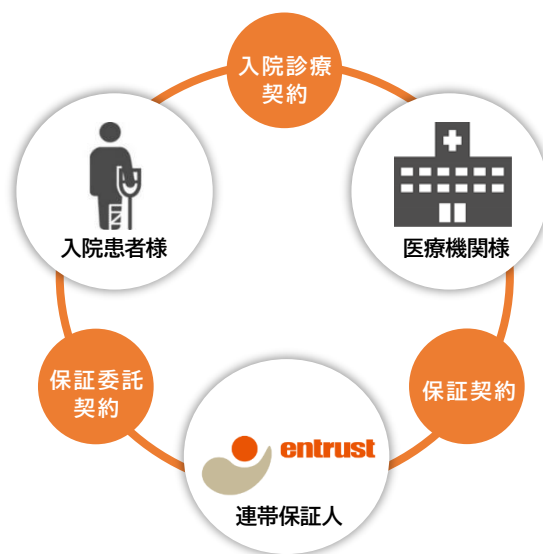 入院診療
契約
入院患者様
医療機関様
保証委託
契約
保証契約
entrust
連帯保証人